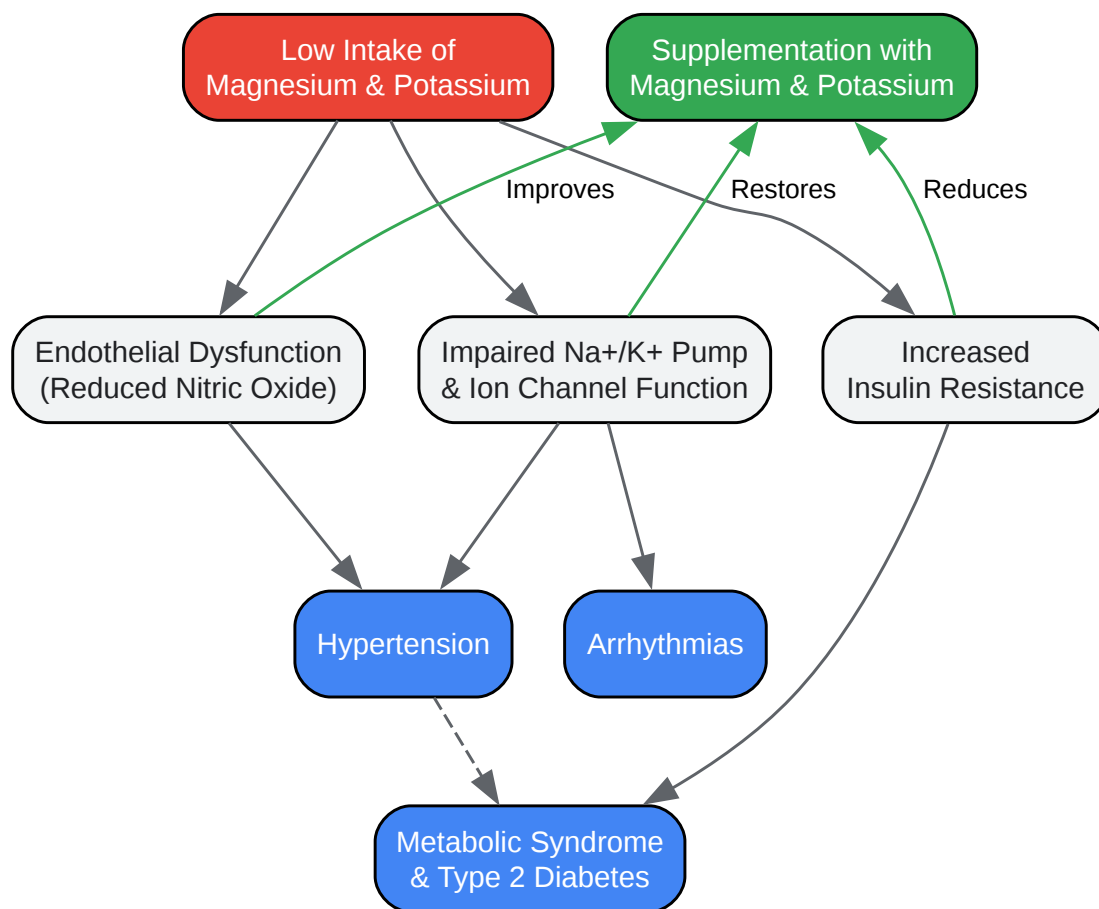 Low Intake of
Magnesium & Potassium
Supplementation with
Magnesium & Potassium
Improves
Restores
Reduces
Endothelial Dysfunction
(Reduced Nitric Oxide)
Impaired Na+/K+ Pump
& Ion Channel Function
Increased
Insulin Resistance
Hypertension
Arrhythmias
Metabolic Syndrome
& Type 2 Diabetes